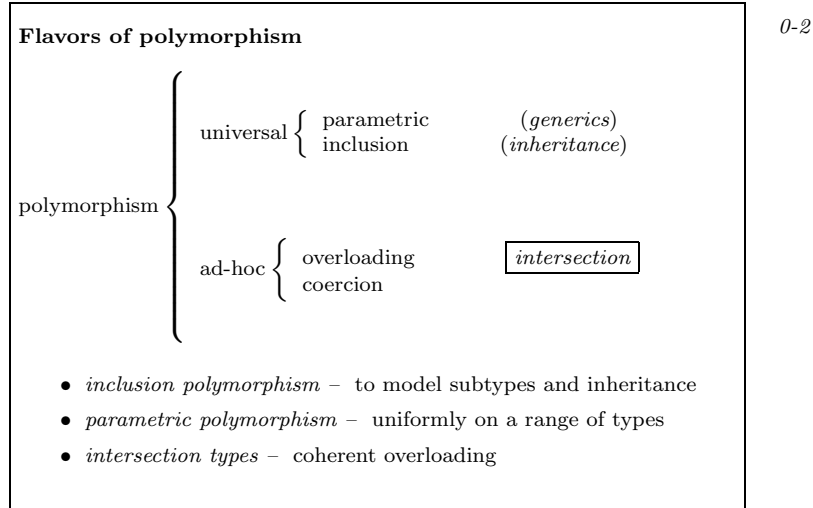 Flavors of polymorphism
0-2
parametric (generics)
universal {
inclusion (inheritance)
polymorphism {
overloading intersection
ad-hoc {
coercion
• inclusion polymorphism – to model subtypes and inheritance
• parametric polymorphism – uniformly on a range of types
• intersection types – coherent overloading